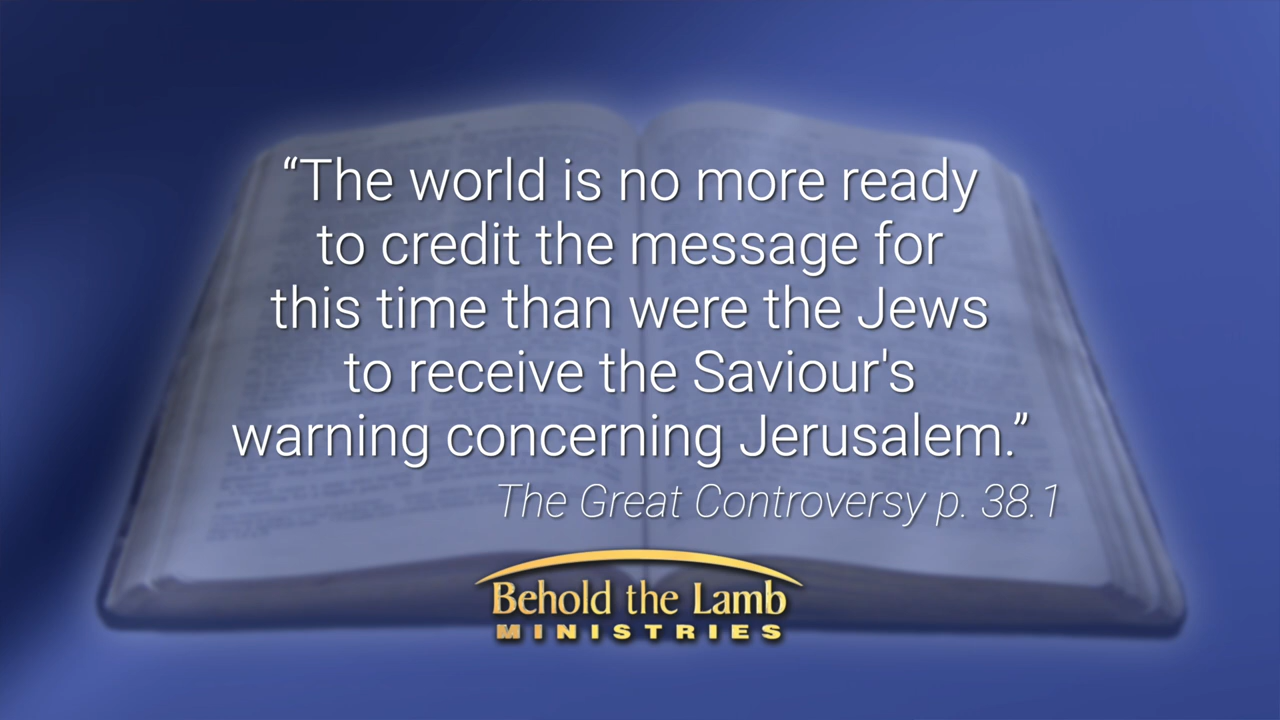 “The world is no more ready
to credit the message for
this time than were the Jews
to receive the Saviour's
warning concerning Jerusalem.”
The Great Controversy p. 38.1
Behold the Lamb
MINISTRIES